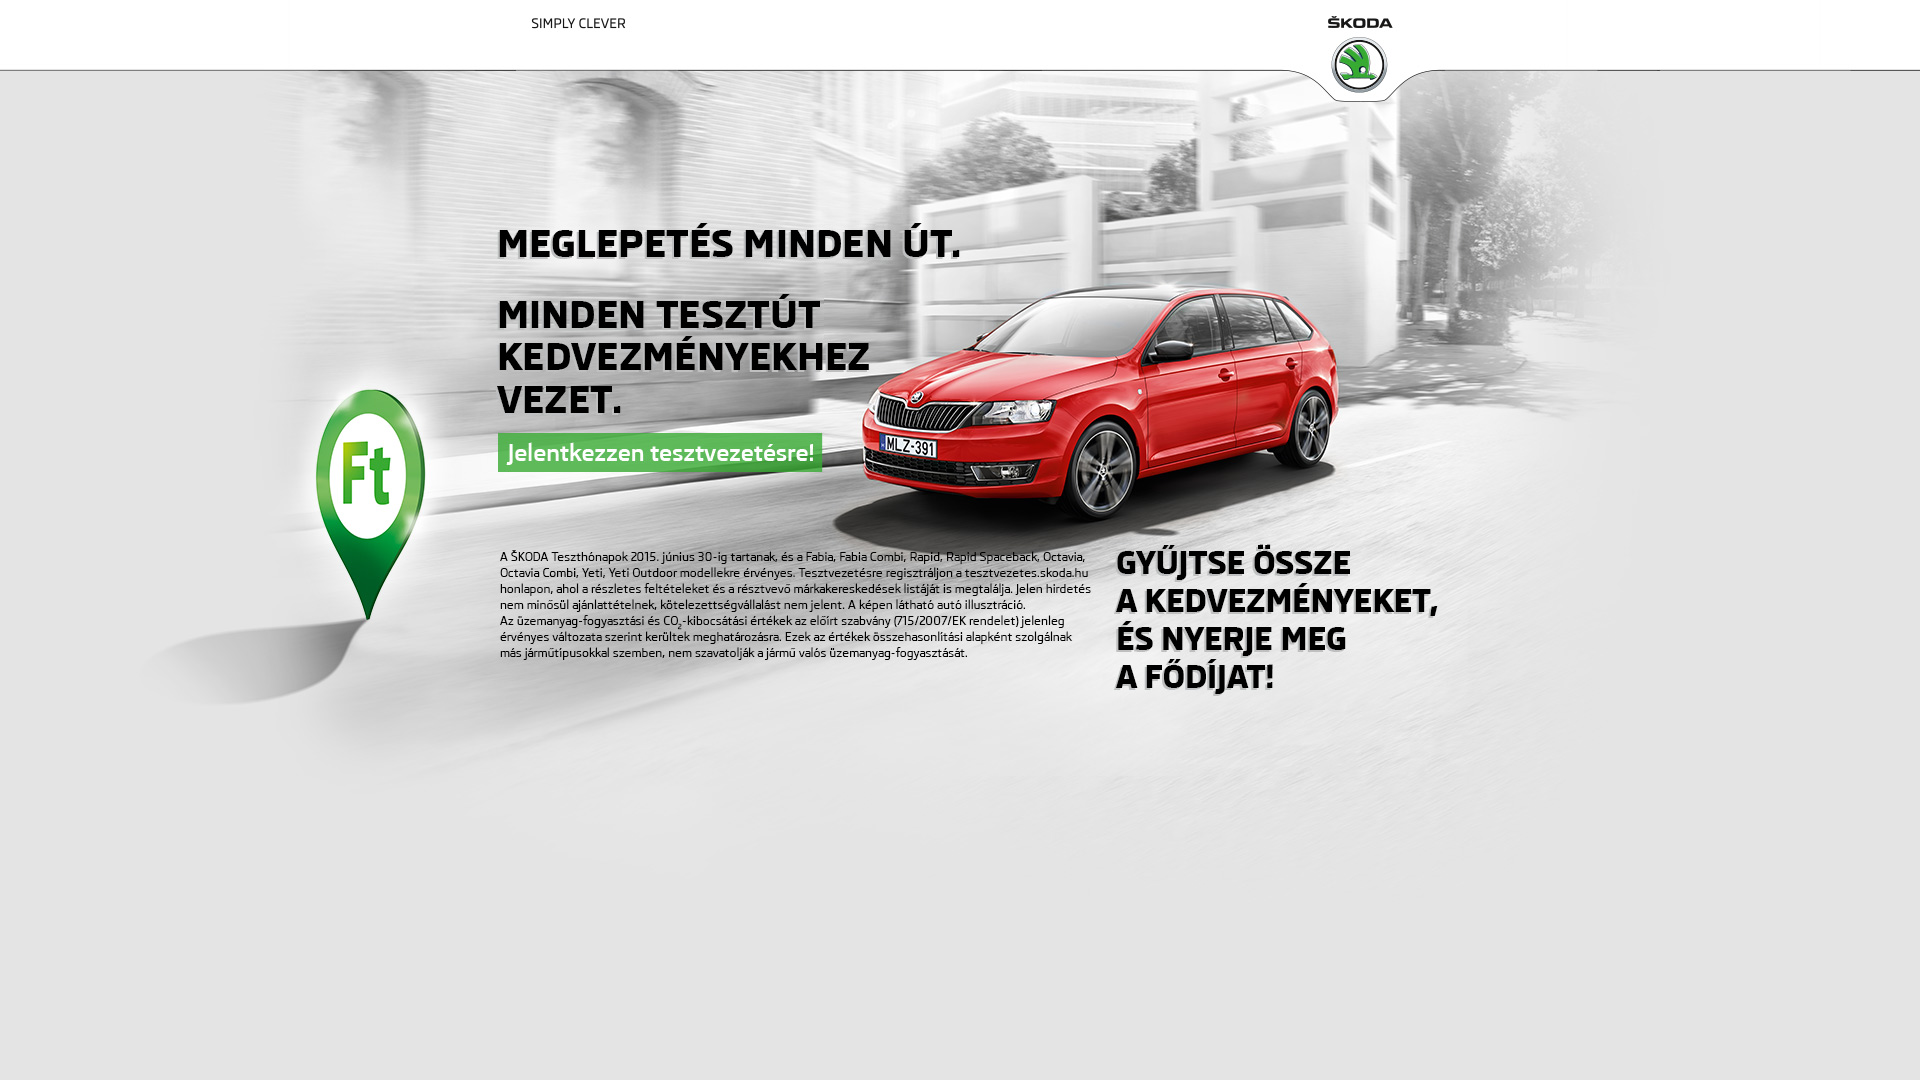 SIMPLY CLEVER
ŠKODA
MEGLEPETÉS MINDEN ÚT.
MINDEN TESZTÚT
KEDVEZMÉNYEKHEZ
VEZET.
Jelentkezzen tesztvezetésre!
Ft
MLZ-391
A ŠKODA Teszthónapok 2015. június 30-ig tartanak, és a Fabia, Fabia Combi, Rapid, Rapid Spaceback, Octavia,
Octavia Combi, Yeti, Yeti Outdoor modellekre érvényes. Tesztvezetésre regisztráljon a tesztvezetes.skoda.hu
honlapon, ahol a részletes feltételeket és a résztvevő márkakereskedések listáját is megtalálja. Jelen hirdetés
nem minősül ajánlattételnek, kötelezettségvállalást nem jelent. A képen látható autó illusztráció.
Az üzemanyag-fogyasztási és CO₂-kibocsátási értékek az előírt szabvány (715/2007/EK rendelet) jelenleg
érvényes változata szerint kerültek meghatározásra. Ezek az értékek összehasonlítási alapként szolgálnak
más járműtípusokkal szemben, nem szavatolják a jármű valós üzemanyag-fogyasztását.
GYŰJTSE ÖSSZE
A KEDVEZMÉNYEKET,
ÉS NYERJE MEG
A FŐDÍJAT!